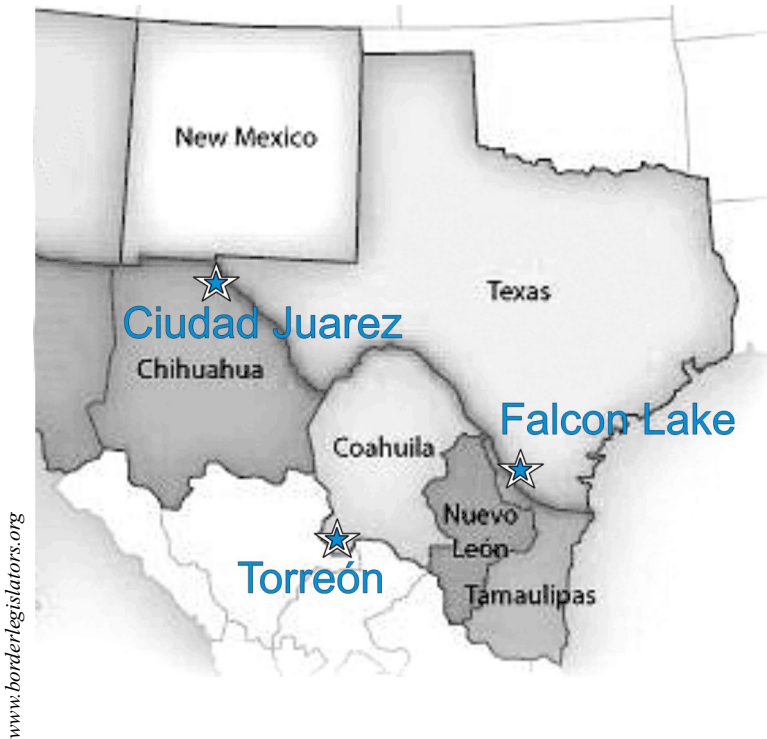 New Mexico
Texas
Ciudad Juarez
Chihuahua
Falcon Lake
Coahuila
Nuevo
León
Torreón
Tamaulipas
www.borderlegislators.org